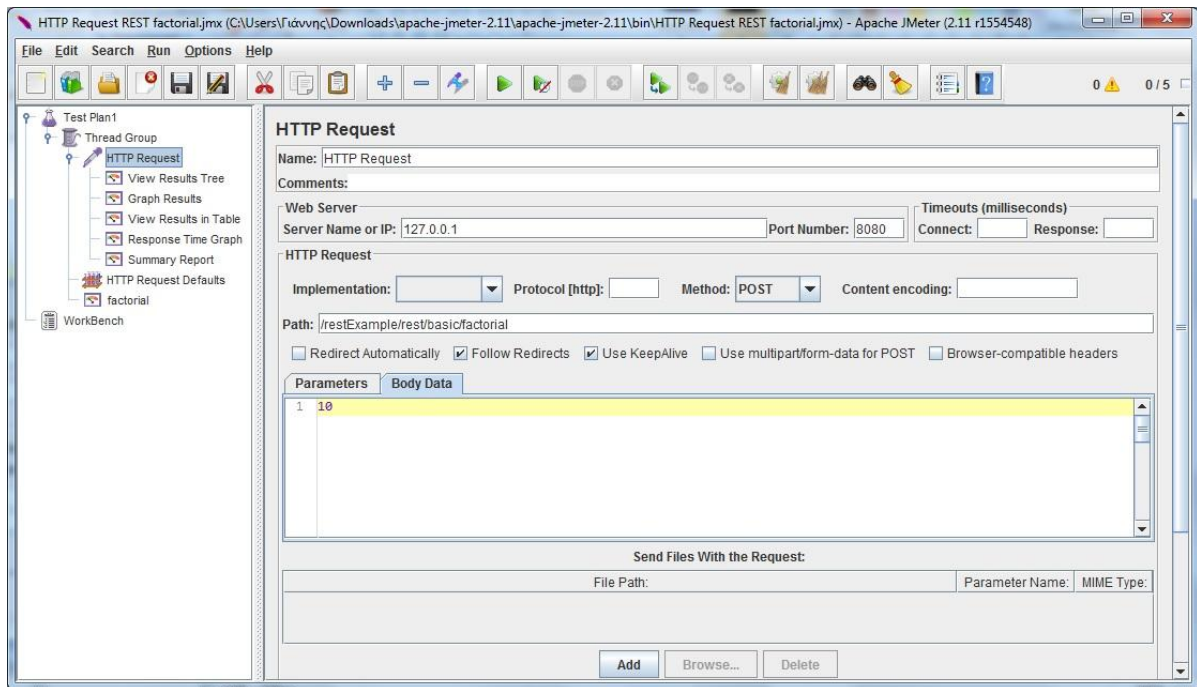 HTTP Request REST factorial.jmx (C:\Users\Γιάννης\Downloads\apache-jmeter-2.11\apache-jmeter-2.11\bin\HTTP Request REST factorial.jmx) - Apache JMeter (2.11 r1554548)
File Edit Search Run Options Help
0 0 / 5
Test Plan1
Thread Group
HTTP Request
View Results Tree
Graph Results
View Results in Table
Response Time Graph
Summary Report
HTTP Request Defaults
factorial
WorkBench
HTTP Request
Name: HTTP Request
Comments:
Web Server
Timeouts (milliseconds)
Server Name or IP: 127.0.0.1 Port Number: 8080 Connect: Response:
HTTP Request
Implementation: Protocol [http]: Method: POST Content encoding:
Path: /restExample/rest/basic/factorial
Redirect Automatically Follow Redirects Use KeepAlive Use multipart/form-data for POST Browser-compatible headers
Parameters Body Data
1 10
Send Files With the Request:
File Path: Parameter Name: MIME Type:
Add Browse... Delete